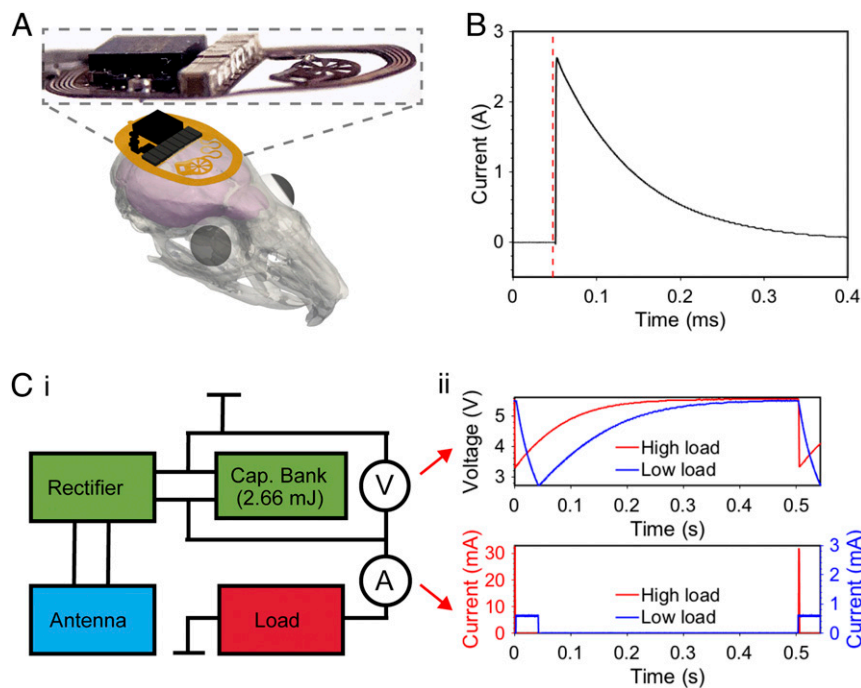 A
B
3
2
1
0
Current (A)
0
0.1
0.2
0.3
0.4
Time (ms)
C i
Rectifier
Cap. Bank
(2.66 mJ)
V
Antenna
Load
A
ii
5
4
3
Voltage (V)
High load
Low load
0
0.1
0.2
0.3
0.4
0.5
Time (s)
30
20
10
0
Current (mA)
High load
Low load
3
2
1
0
Current (mA)
0
0.1
0.2
0.3
0.4
0.5
Time (s)